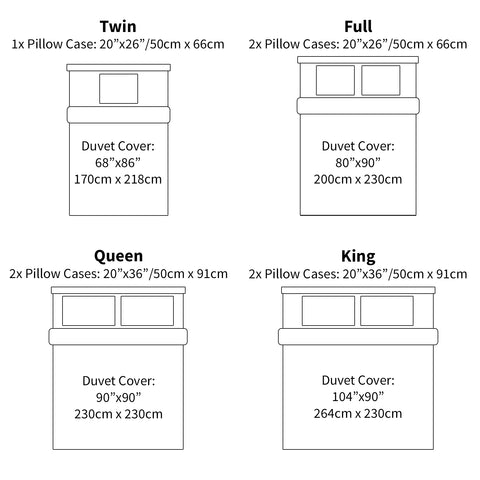 Twin
1x Pillow Case: 20”x26”/50cm x 66cm
Duvet Cover:
68”x86”
170cm x 218cm
Full
2x Pillow Cases: 20”x26”/50cm x 66cm
Duvet Cover:
80”x90”
200cm x 230cm
Queen
2x Pillow Cases: 20”x36”/50cm x 91cm
Duvet Cover:
90”x90”
230cm x 230cm
King
2x Pillow Cases: 20”x36”/50cm x 91cm
Duvet Cover:
104”x90”
264cm x 230cm